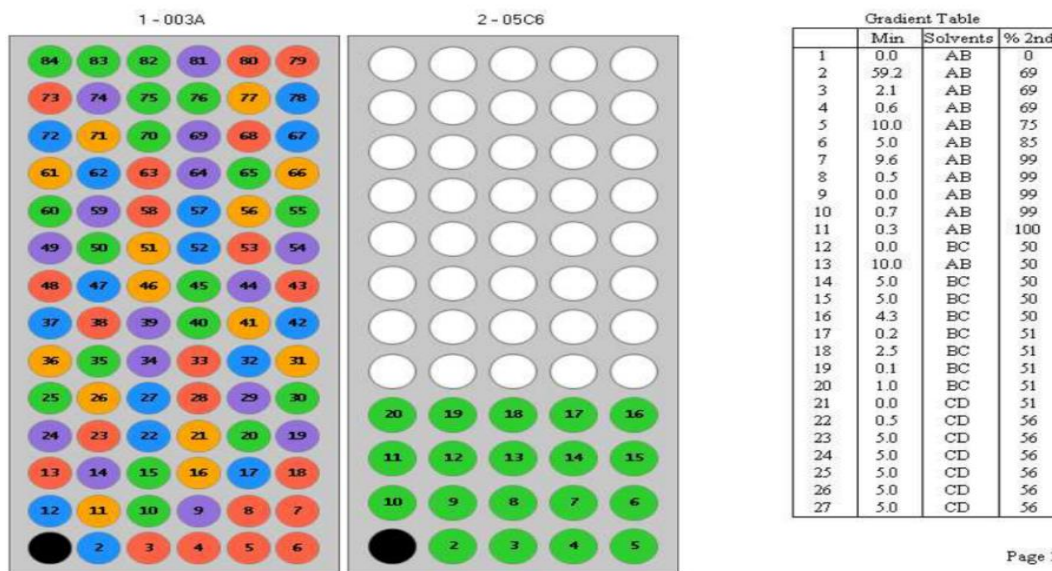 1 - 003A
2 - 05C6
84 83 82 81 80 79
73 74 75 76 77 78
72 71 70 69 68 67
61 62 63 64 65 66
60 59 58 57 56 55
49 50 51 52 53 54
48 47 46 45 44 43
37 38 39 40 41 42
36 35 34 33 32 31
25 26 27 28 29 30
24 23 22 21 20 19
13 14 15 16 17 18
12 11 10 9 8 7
2 3 4 5 6
20 19 18 17 16
11 12 13 14 15
10 9 8 7 6
2 3 4 5
Gradient Table
Min Solvents % 2nd
1 0.0 AB 0
2 59.2 AB 69
3 2.1 AB 69
4 0.6 AB 69
5 10.0 AB 75
6 5.0 AB 85
7 9.6 AB 99
8 0.5 AB 99
9 0.0 AB 99
10 0.7 AB 99
11 0.3 AB 100
12 0.0 BC 50
13 10.0 AB 50
14 5.0 BC 50
15 5.0 BC 50
16 4.3 BC 50
17 0.2 BC 51
18 2.5 BC 51
19 0.1 BC 51
20 1.0 BC 51
21 0.0 CD 51
22 0.5 CD 56
23 5.0 CD 56
24 5.0 CD 56
25 5.0 CD 56
26 5.0 CD 56
27 5.0 CD 56
Page